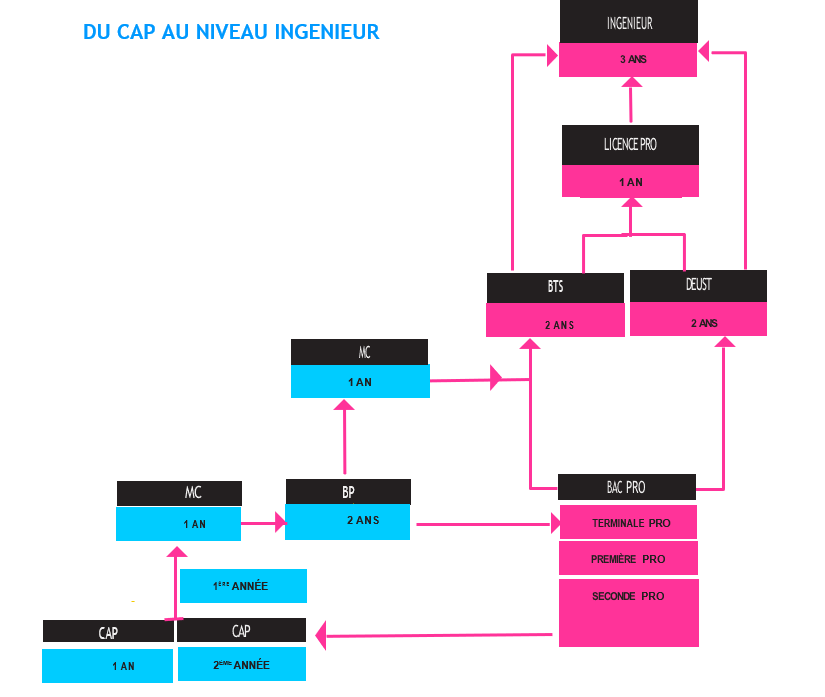 DU CAP AU NIVEAU INGENIEUR
INGENIEUR
3 ANS
LICENCE PRO
1 AN
BTS
2 ANS
DEUST
2 ANS
MC
1 AN
BAC PRO
TERMINALE PRO
PREMIÈRE PRO
SECONDE PRO
MC
1 AN
BP
2 ANS
1ÈRE ANNÉE
CAP
1 AN
CAP
2EME ANNÉE